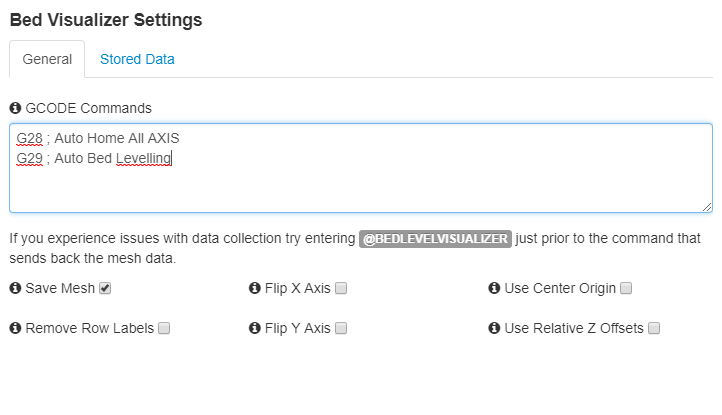 Bed Visualizer Settings
General Stored Data
GCODE Commands
G28 ; Auto Home All AXIS
G29 ; Auto Bed Levelling
If you experience issues with data collection try entering @BEDLEVELVISUALIZER just prior to the command that
sends back the mesh data.
Save Mesh Flip X Axis Use Center Origin
Remove Row Labels Flip Y Axis Use Relative Z Offsets